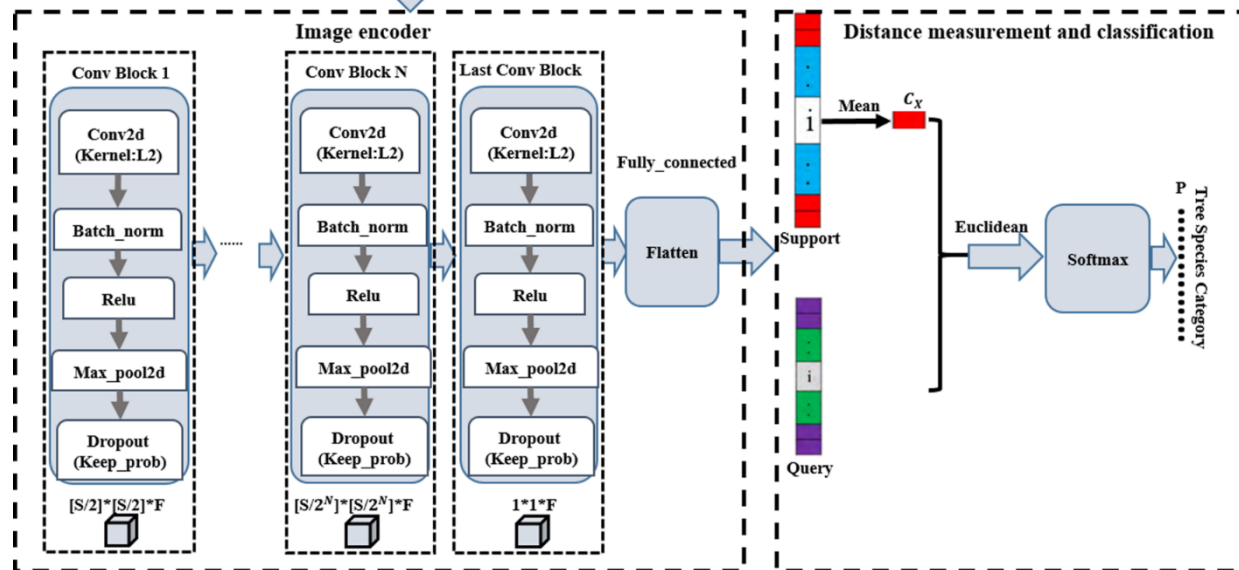 Image encoder
Conv Block 1
Conv2d
(Kernel:L2)
Batch_norm
Relu
Max_pool2d
Dropout
(Keep_prob)
[S/2]*[S/2]*F
......
Conv Block N
Conv2d
(Kernel:L2)
Batch_norm
Relu
Max_pool2d
Dropout
(Keep_prob)
[S/2^N]*[S/2^N]*F
Last Conv Block
Conv2d
(Kernel:L2)
Batch_norm
Relu
Max_pool2d
Dropout
(Keep_prob)
1*1*F
Fully_connected
Flatten
Distance measurement and classification
i
Support
Mean
C_X
i
Query
Euclidean
Softmax
P
Tree Species Category